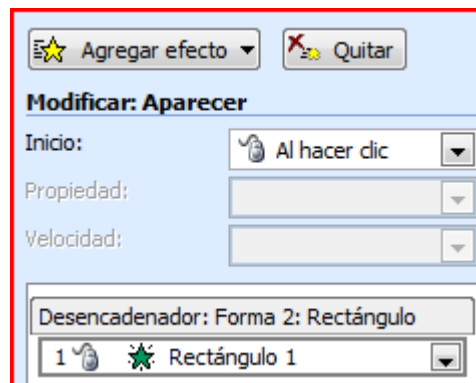 Agregar efecto Quitar
Modificar: Aparecer
Inicio: Al hacer clic
Propiedad:
Velocidad:
Desencadenador: Forma 2: Rectángulo
1 Rectángulo 1